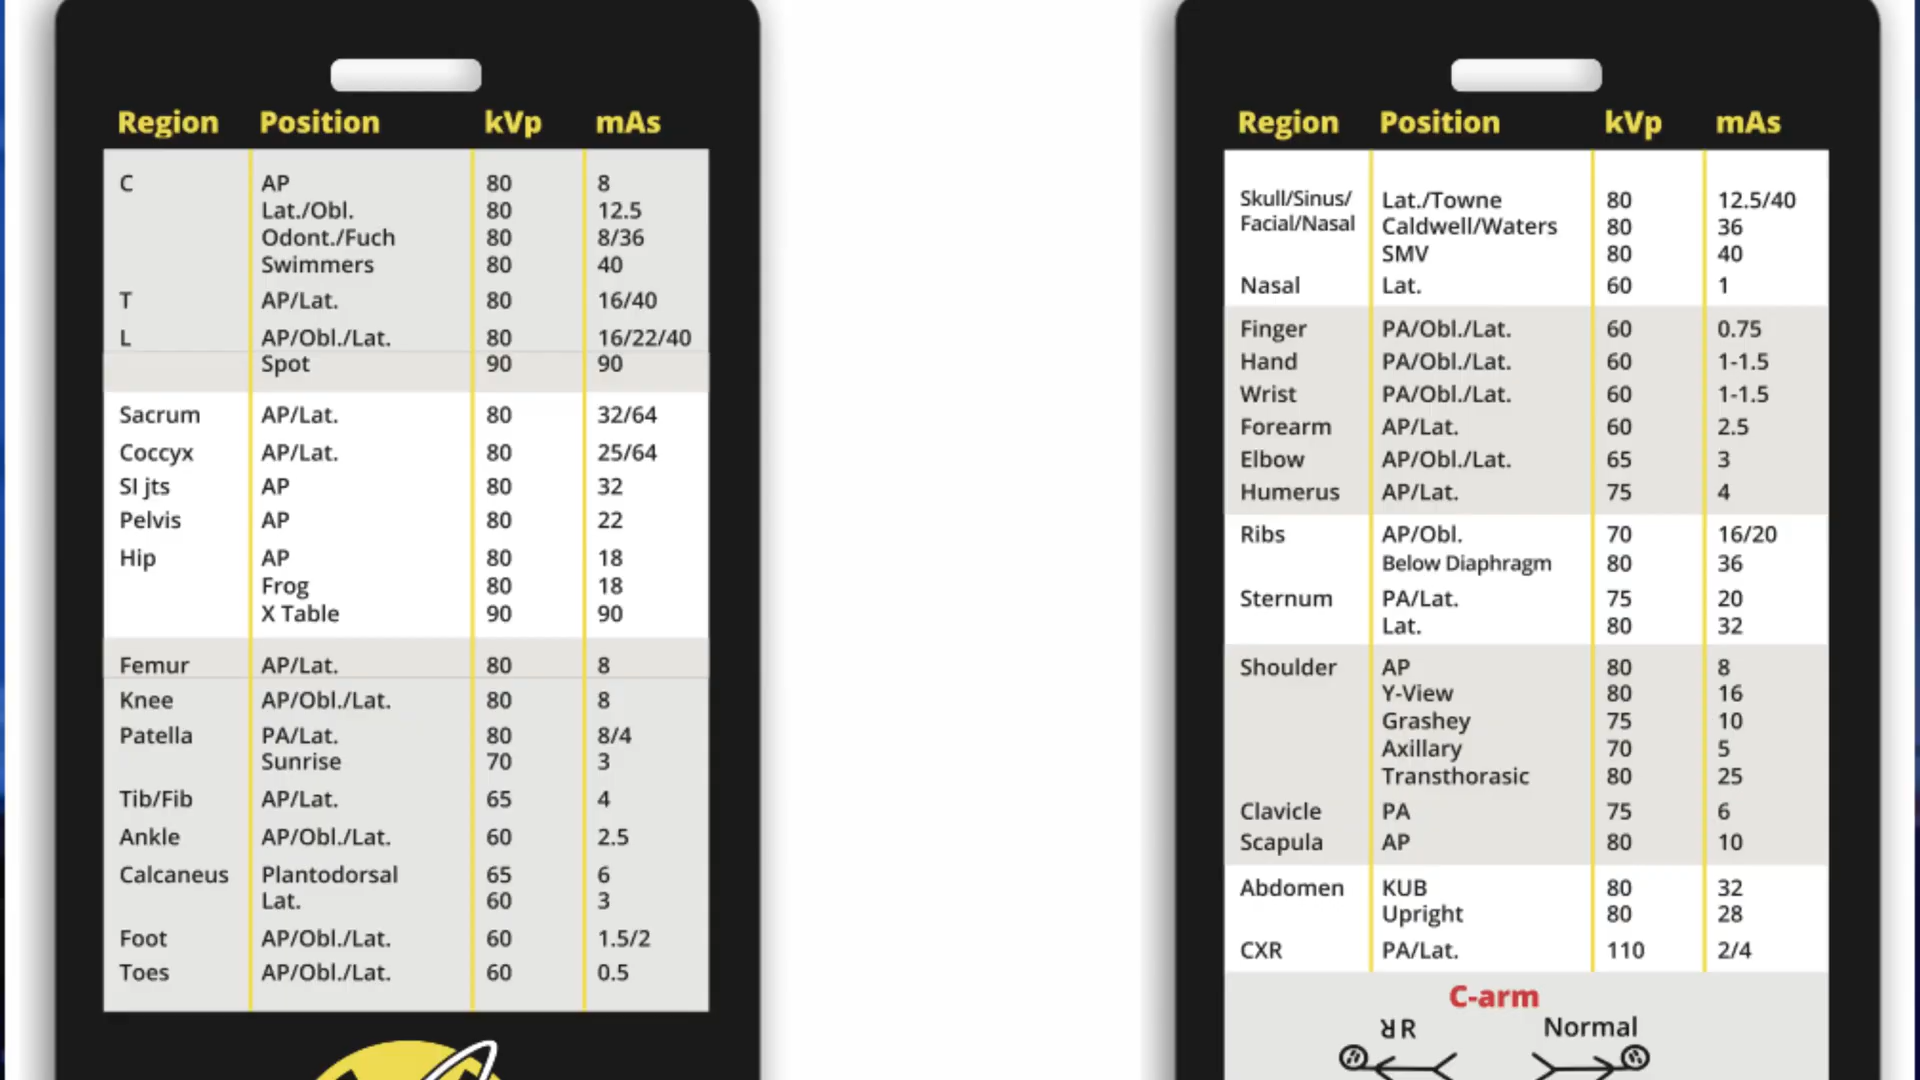 Region Position kVp mAs
C AP 80 8
Lat./Obl. 80 12.5
Odont./Fuch 80 8/36
Swimmers 80 40
T AP/Lat. 80 16/40
L AP/Obl./Lat. 80 16/22/40
Spot 90 90
Sacrum AP/Lat. 80 32/64
Coccyx AP/Lat. 80 25/64
SI jts AP 80 32
Pelvis AP 80 22
Hip AP 80 18
Frog 80 18
X Table 90 90
Femur AP/Lat. 80 8
Knee AP/Obl./Lat. 80 8
Patella PA/Lat. 80 8/4
Sunrise 70 3
Tib/Fib AP/Lat. 65 4
Ankle AP/Obl./Lat. 60 2.5
Calcaneus Plantodorsal 65 6
Lat. 60 3
Foot AP/Obl./Lat. 60 1.5/2
Toes AP/Obl./Lat. 60 0.5
Region Position kVp mAs
Skull/Sinus/ Lat./Towne 80 12.5/40
Facial/Nasal Caldwell/Waters 80 36
SMV 80 40
Nasal Lat. 60 1
Finger PA/Obl./Lat. 60 0.75
Hand PA/Obl./Lat. 60 1-1.5
Wrist PA/Obl./Lat. 60 1-1.5
Forearm AP/Lat. 60 2.5
Elbow AP/Obl./Lat. 65 3
Humerus AP/Lat. 75 4
Ribs AP/Obl. 70 16/20
Below Diaphragm 80 36
Sternum PA/Lat. 75 20
Lat. 80 32
Shoulder AP 80 8
Y-View 80 16
Grashey 75 10
Axillary 70 5
Transthorasic 80 25
Clavicle PA 75 6
Scapula AP 80 10
Abdomen KUB 80 32
Upright 80 28
CXR PA/Lat. 110 2/4
C-arm
RR Normal